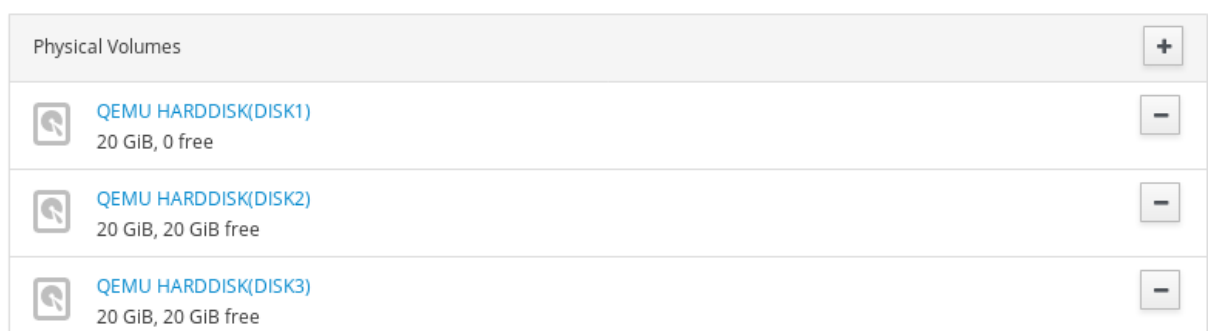 Physical Volumes
QEMU HARDDISK(DISK1)
20 GiB, 0 free
QEMU HARDDISK(DISK2)
20 GiB, 20 GiB free
QEMU HARDDISK(DISK3)
20 GiB, 20 GiB free